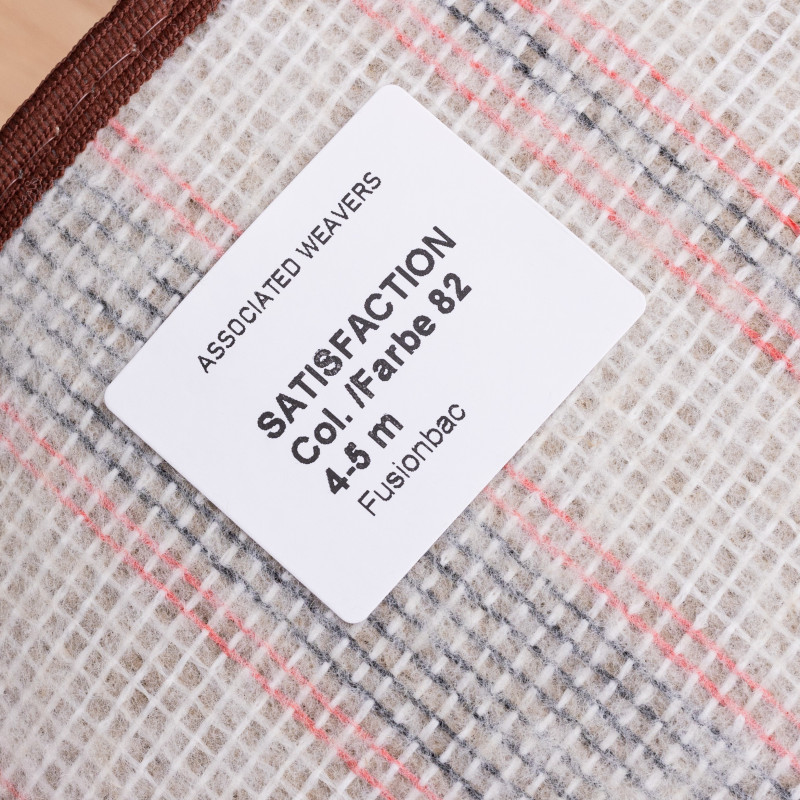 ASSOCIATED WEAVERS
SATISFACTION
Col. /Farbe 82
4-5 m
Fusionbac